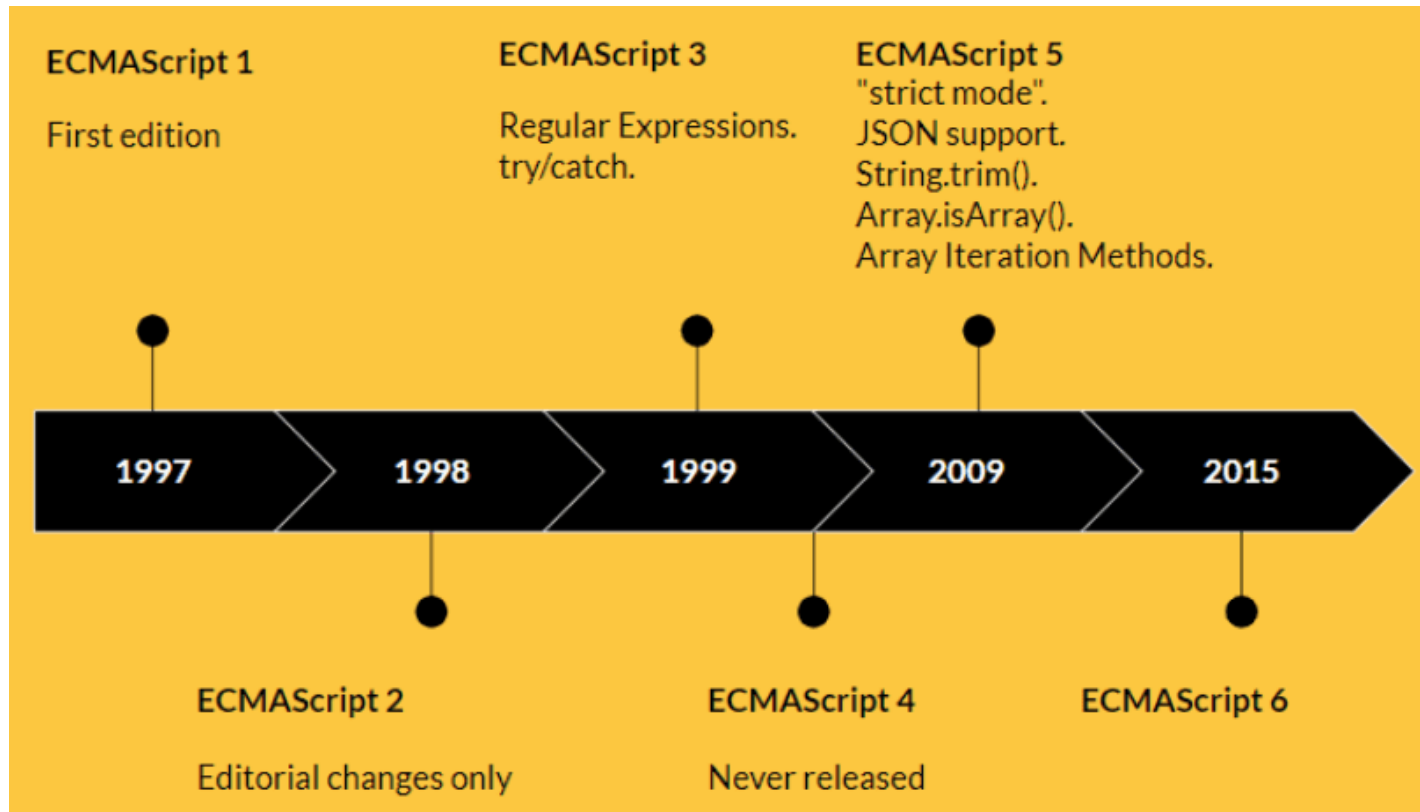 ECMAScript 1
First edition
ECMAScript 3
Regular Expressions.
try/catch.
ECMAScript 5
"strict mode".
JSON support.
String.trim().
Array.isArray().
Array Iteration Methods.
1997
1998
1999
2009
2015
ECMAScript 2
Editorial changes only
ECMAScript 4
Never released
ECMAScript 6